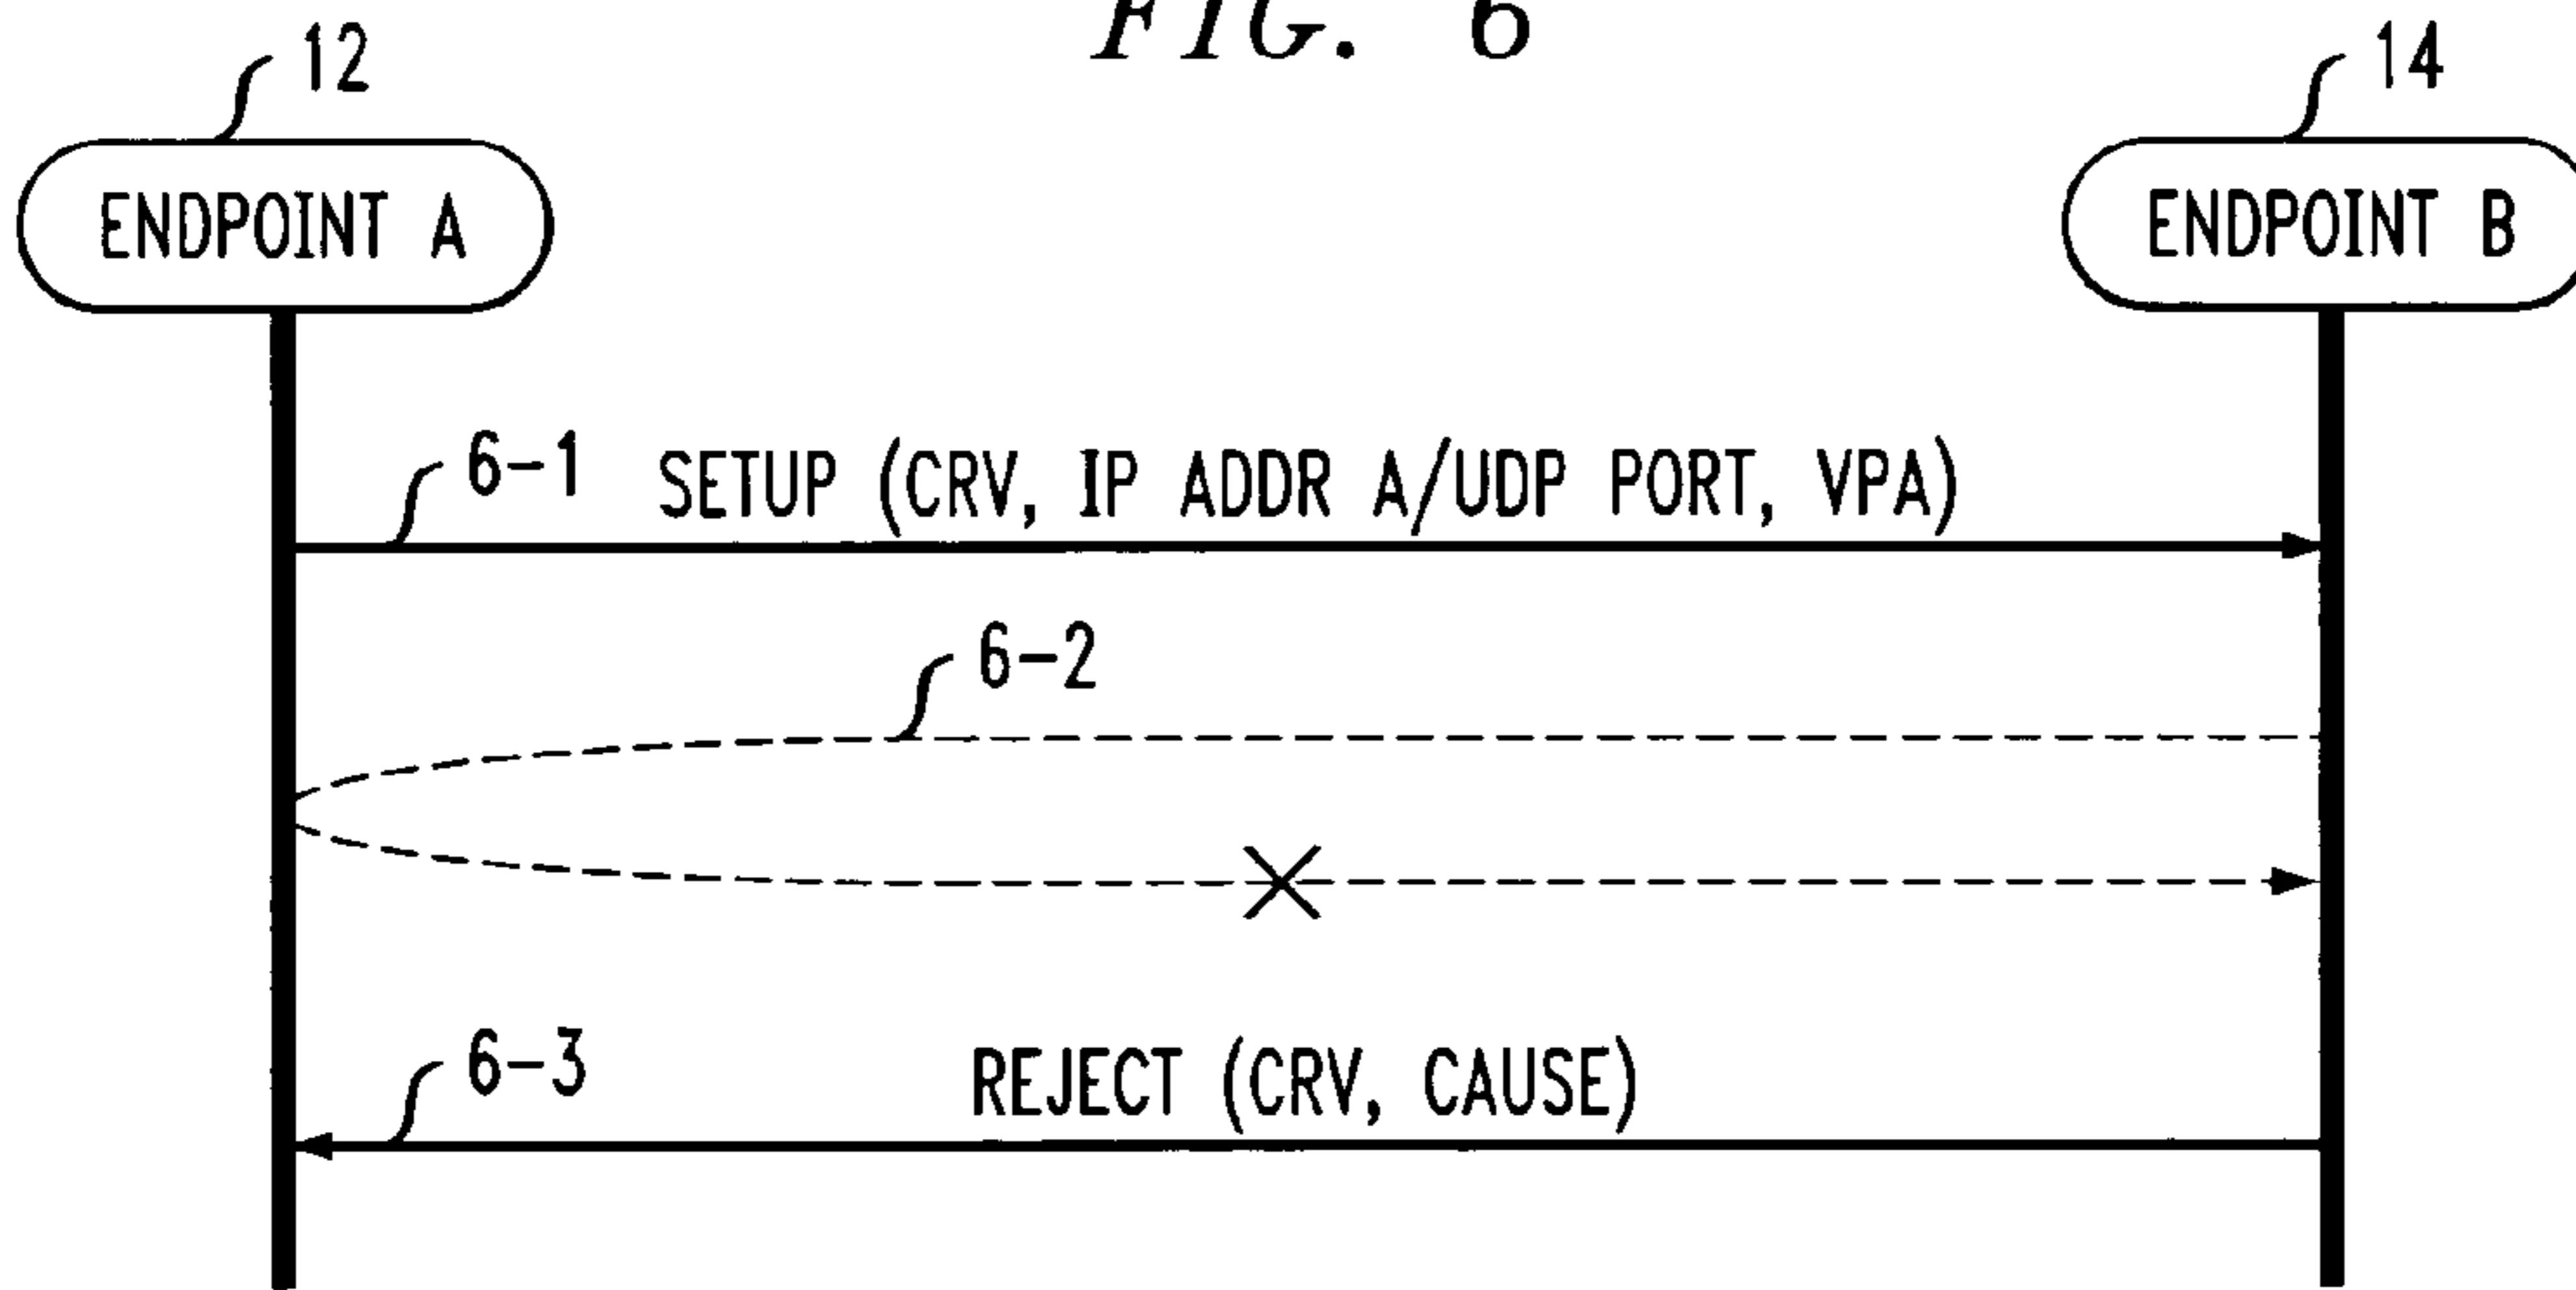 FIG. 6
12
14
ENDPOINT A
ENDPOINT B
6-1
SETUP (CRV, IP ADDR A/UDP PORT, VPA)
6-2
6-3
REJECT (CRV, CAUSE)